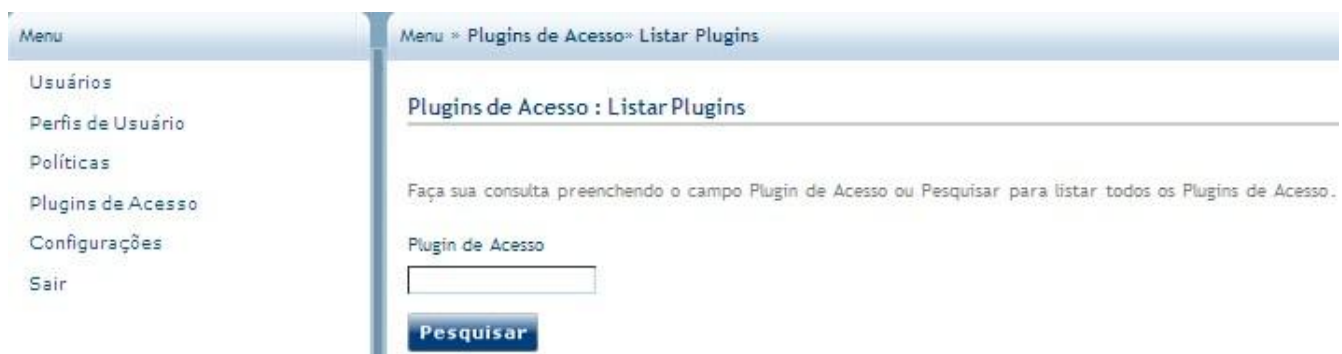 Menu
Usuários
Perfis de Usuário
Políticas
Plugins de Acesso
Configurações
Sair
Menu » Plugins de Acesso» Listar Plugins
Plugins de Acesso : Listar Plugins
Faça sua consulta preenchendo o campo Plugin de Acesso ou Pesquisar para listar todos os Plugins de Acesso.
Plugin de Acesso
Pesquisar